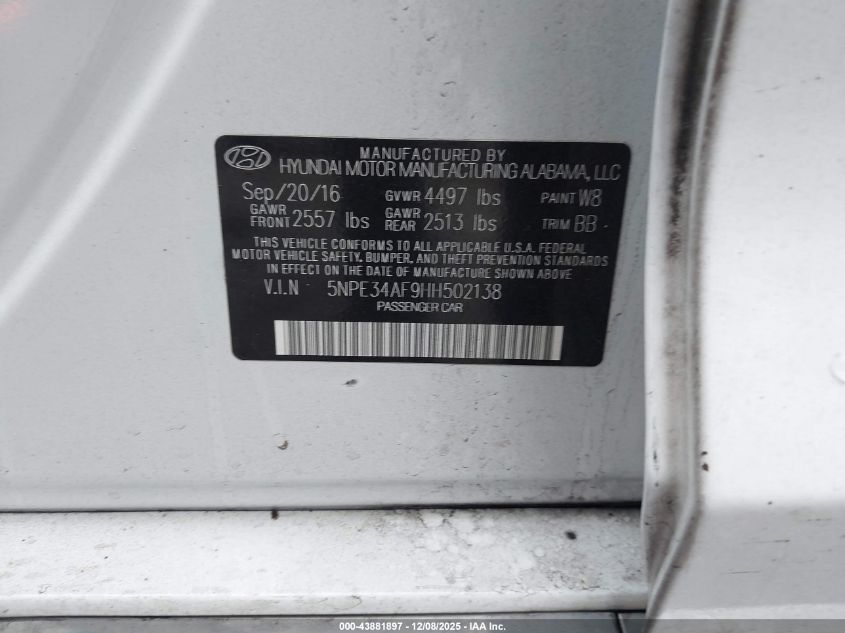 MANUFACTURED BY
HYUNDAI MOTOR MANUFACTURING ALABAMA, LLC
Sep/20/16 GVWR 4497 lbs PAINT W8
GAWR FRONT 2557 lbs GAWR REAR 2513 lbs TRIM BB
THIS VEHICLE CONFORMS TO ALL APPLICABLE U.S.A. FEDERAL
MOTOR VEHICLE SAFETY, BUMPER, AND THEFT PREVENTION STANDARDS
IN EFFECT ON THE DATE OF MANUFACTURE SHOWN ABOVE
V.I.N 5NPE34AF9HH502138
PASSENGER CAR
000-43881897 - 12/08/2025 - IAA Inc.